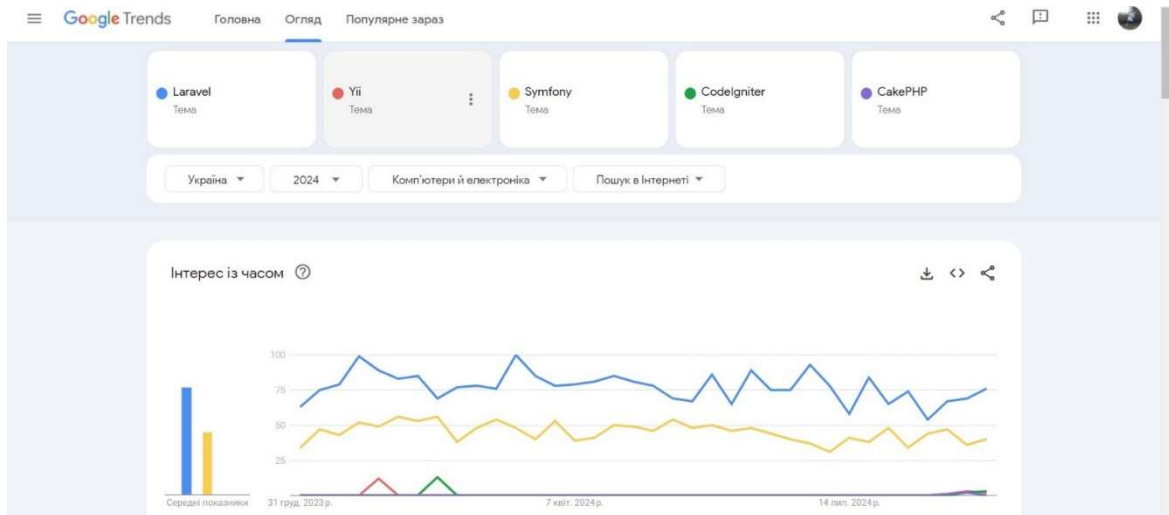 Google Trends Головна Огляд Популярне зараз
Laravel
Тема
Yii
Тема
Symfony
Тема
CodeIgniter
Тема
CakePHP
Тема
Україна 2024 Комп'ютери й електроніка Пошук в Інтернеті
Інтерес із часом
100
75
50
25
Середні показники 31 груд. 2023 р. 7 квіт. 2024 р. 14 лип. 2024 р.